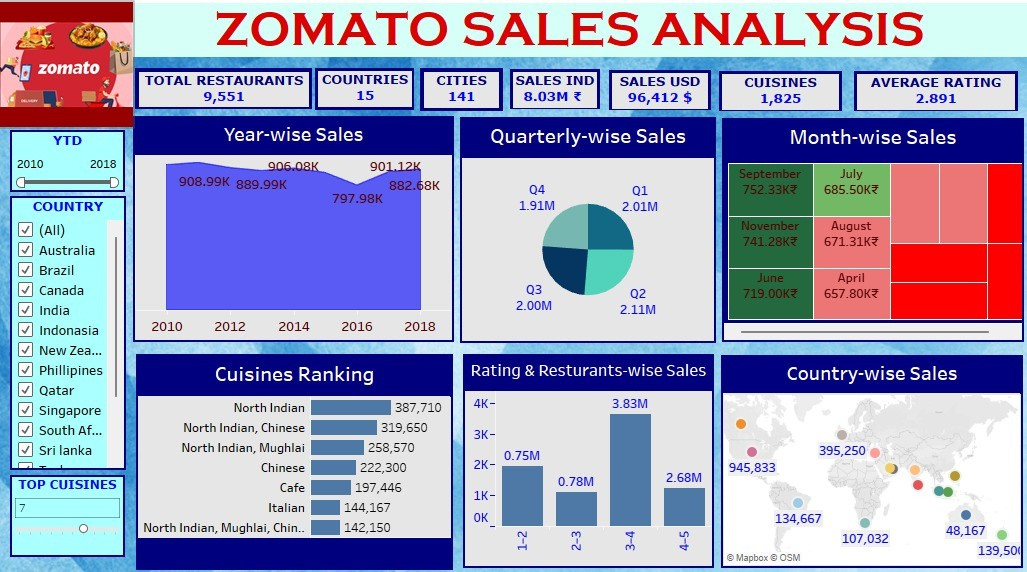 ZOMATO SALES ANALYSIS
zomato
TOTAL RESTAURANTS
9,551
COUNTRIES
15
CITIES
141
SALES IND
8.03M ₹
SALES USD
96,412 $
CUISINES
1,825
AVERAGE RATING
2.891
YTD
2010 2018
COUNTRY
(All)
Australia
Brazil
Canada
India
Indonasia
New Zea...
Phillipines
Qatar
Singapore
South Af...
Sri lanka
TOP CUISINES
7
Year-wise Sales
906.08K 901.12K
908.99K 889.99K 882.68K
797.98K
2010 2012 2014 2016 2018
Quarterly-wise Sales
Q4
1.91M
Q1
2.01M
Q3
2.00M
Q2
2.11M
Month-wise Sales
September
752.33K₹
July
685.50K₹
November
741.28K₹
August
671.31K₹
June
719.00K₹
April
657.80K₹
Cuisines Ranking
North Indian 387,710
North Indian, Chinese 319,650
North Indian, Mughlai 258,570
Chinese 222,300
Cafe 197,446
Italian 144,167
North Indian, Mughlai, Chin.. 142,150
Rating & Resturants-wise Sales
4K
3K
2K
1K
0K
0.75M
0.78M
3.83M
2.68M
1–2
2–3
3–4
4–5
Country-wise Sales
395,250
945,833
134,667
107,032
48,167
139,500
© Mapbox © OSM